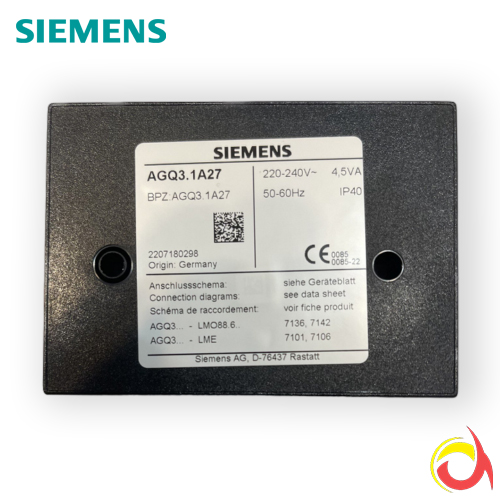 SIEMENS
SIEMENS
AGQ3.1A27 220-240V~ 4,5VA
BPZ:AGQ3.1A27 50-60Hz IP40
2207180298
Origin: Germany
CE 0085
0085-22
Anschlussschema: siehe Geräteblatt
Connection diagrams: see data sheet
Schéma de raccordement: voir fiche produit
AGQ3... - LMO88.6.. 7136, 7142
AGQ3... - LME 7101, 7106
Siemens AG, D-76437 Rastatt